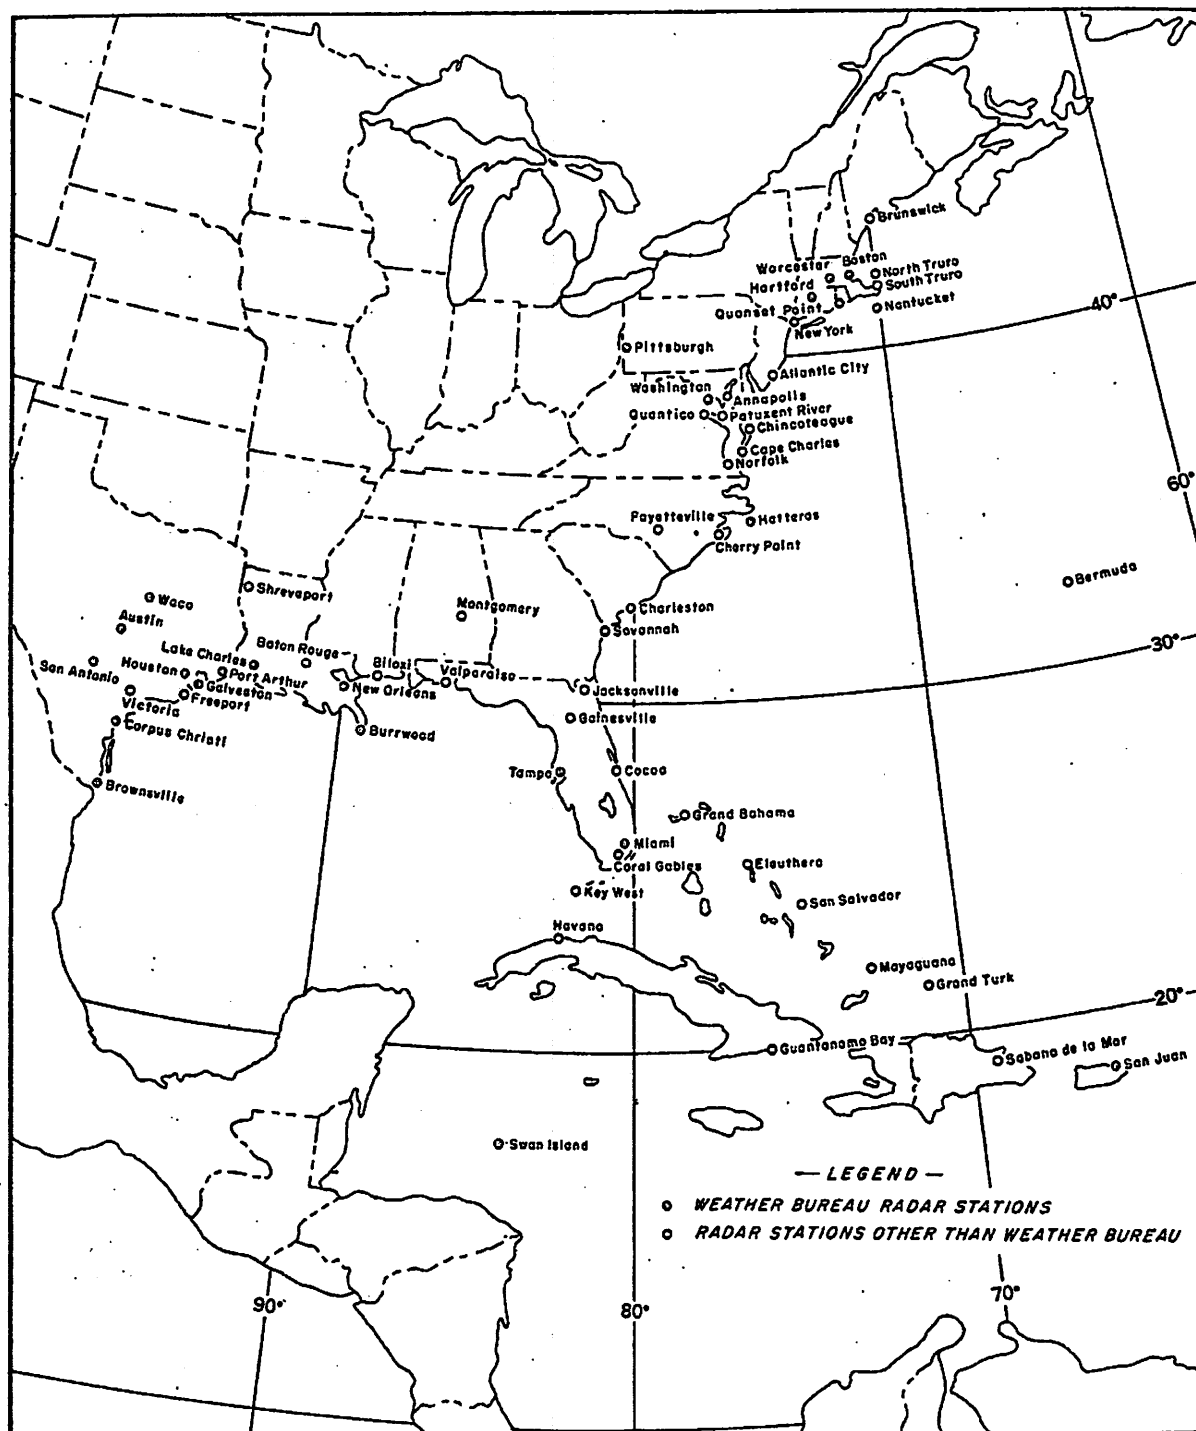 Brunswick
Worcester
Boston
North Truro
South Truro
Hartford
Nantucket
Quonset Point
New York
40°
Pittsburgh
Atlantic City
Washington
Annapolis
Quantico
Patuxent River
Chincoteague
Cape Charles
Norfolk
60°
Fayetteville
Hatteras
Cherry Point
Bermuda
Shreveport
Waco
Montgomery
Charleston
Austin
Savannah
30°
Baton Rouge
Lake Charles
Biloxi
Houston
San Antonio
Port Arthur
Valparaiso
Galveston
New Orleans
Jacksonville
Freeport
Victoria
Gainesville
Corpus Christi
Burrwood
Tampa
Cocoa
Brownsville
Grand Bahama
Miami
Coral Gables
Eleuthera
Key West
San Salvador
Havana
Mayaguana
Grand Turk
20°
Guantanamo Bay
Sabana de la Mar
San Juan
Swan Island
— LEGEND —
WEATHER BUREAU RADAR STATIONS
RADAR STATIONS OTHER THAN WEATHER BUREAU
90°
80°
70°